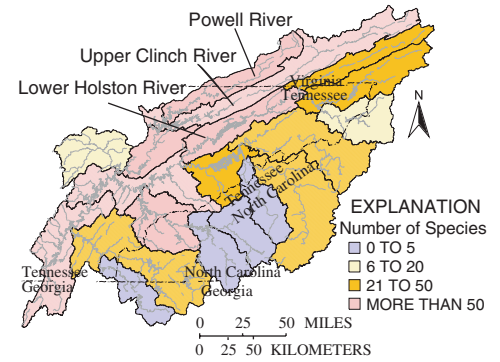 Powell River
Upper Clinch River
Lower Holston River
Virginia
Tennessee
N
Tennessee
North Carolina
EXPLANATION
Number of Species
0 TO 5
6 TO 20
21 TO 50
MORE THAN 50
Tennessee
Georgia
North Carolina
Georgia
0 25 50 MILES
0 25 50 KILOMETERS